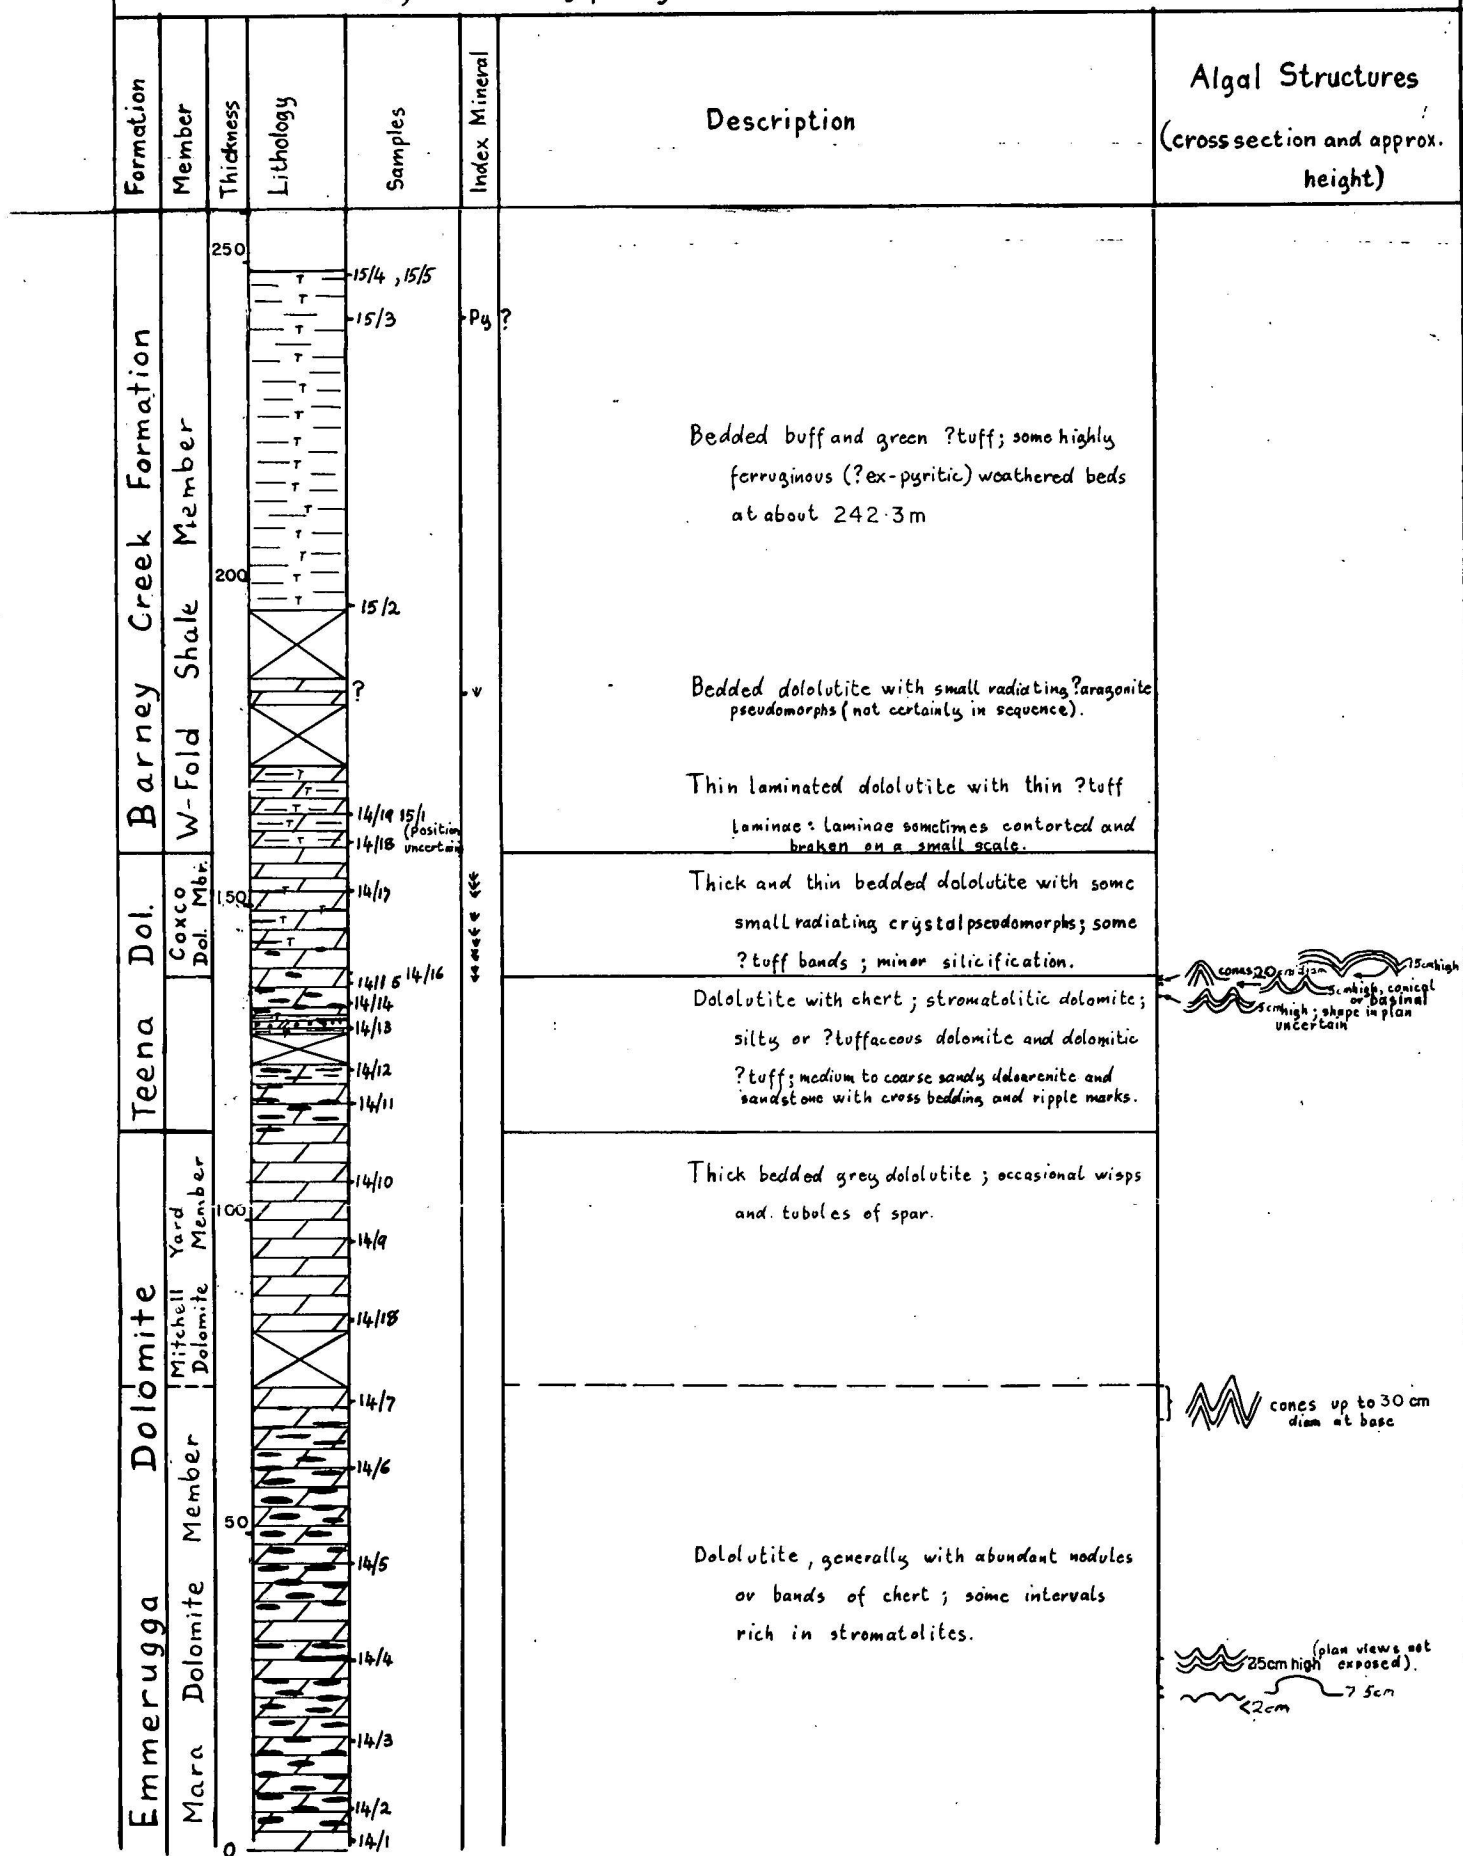 Formation
Member
Thickness
Lithology
Samples
Index Mineral
Description
Algal Structures
(cross section and approx.
height)
Barney Creek Formation
W-Fold Shale Member
Teena Dol.
Coxco
Dol. Mbr.
Emmerugga Dolomite
Mitchell Yard
Dolomite Member
Mara Dolomite Member
250
200
150
100
50
0
15/4 , 15/5
15/3
15/2
?
14/19 15/1
(position
uncertain
14/18
14/17
14/15 14/16
14/14
14/13
14/12
14/11
14/10
14/9
14/18
14/7
14/6
14/5
14/4
14/3
14/2
14/1
Py ?
Bedded buff and green ?tuff; some highly
ferruginous (?ex-pyritic) weathered beds
at about 242.3m
Bedded dololutite with small radiating ?aragonite
pseudomorphs (not certainly in sequence).
Thin laminated dololutite with thin ?tuff
laminae: laminae sometimes contorted and
broken on a small scale.
Thick and thin bedded dololutite with some
small radiating crystal pseudomorphs; some
?tuff bands ; minor silicification.
Dololutite with chert ; stromatolitic dolomite;
silty or ?tuffaceous dolomite and dolomitic
?tuff; medium to coarse sandy doloarenite and
sandstone with cross bedding and ripple marks.
Thick bedded grey dololutite ; occasional wisps
and tubules of spar.
Dololutite, generally with abundant nodules
or bands of chert ; some intervals
rich in stromatolites.
cones 20cm diam
15cm high
5cm high, conical
or basinal
5cm high ; shape in plan
uncertain
cones up to 30 cm
diam at base
25cm high
(plan views not
exposed).
7.5cm
<2cm